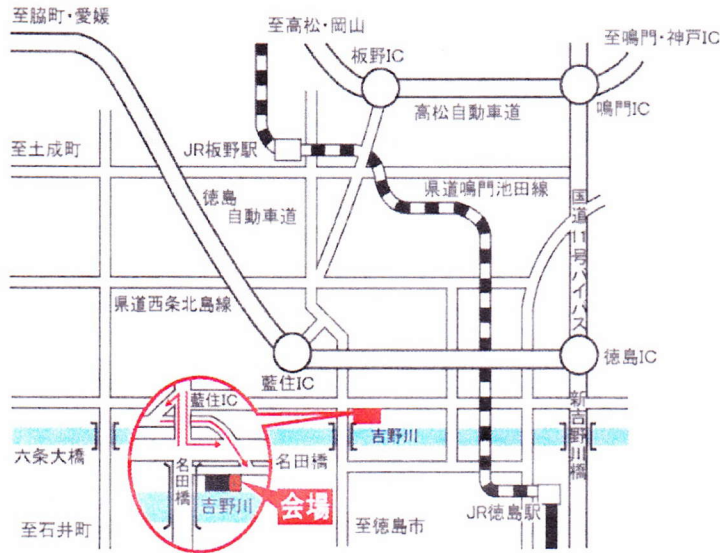 至脇町・愛媛
至高松・岡山
至鳴門・神戸IC
板野IC
高松自動車道
鳴門IC
至土成町
JR板野駅
徳島
自動車道
県道鳴門池田線
国道11号バイパス
県道西条北島線
藍住IC
徳島IC
藍住IC
吉野川
新吉野川橋
六条大橋
名田橋
名田橋
吉野川
会場
JR徳島駅
至石井町
至徳島市